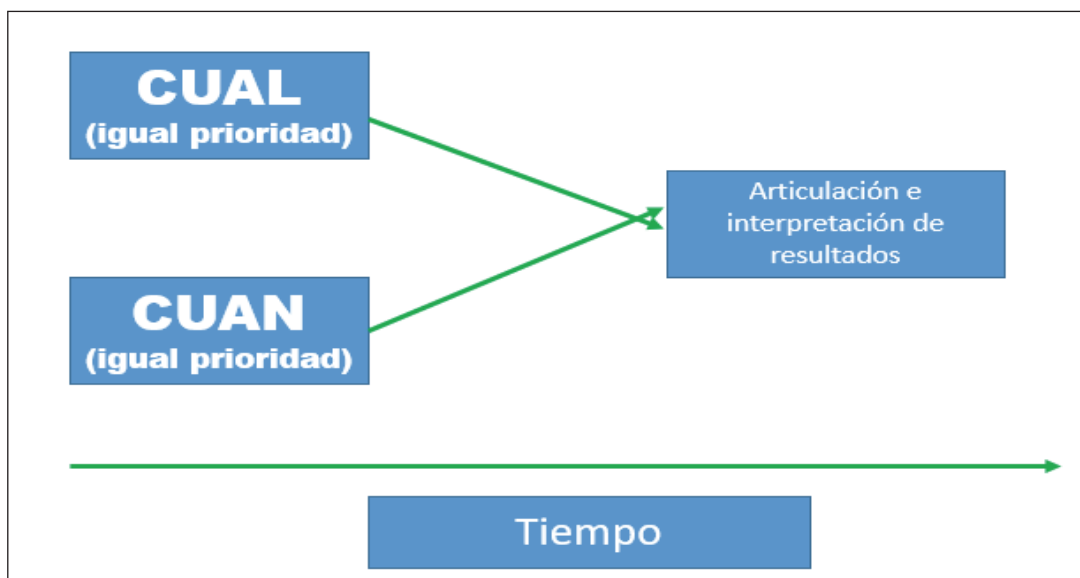 CUAL
(igual prioridad)
Articulación e
interpretación de
resultados
CUAN
(igual prioridad)
Tiempo